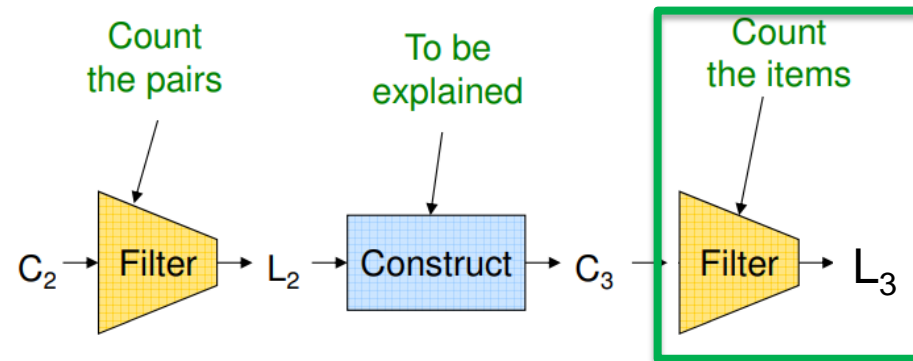 Count
the pairs
To be
explained
Count
the items
C₂
Filter
L₂
Construct
C₃
Filter
L₃